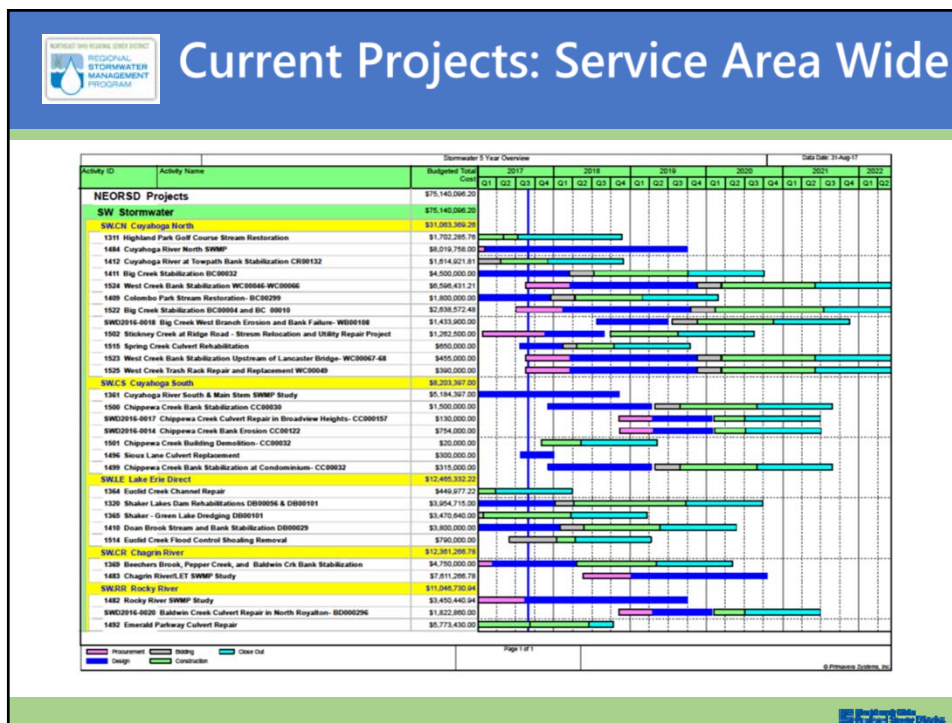 NORTHEAST OHIO REGIONAL SEWER DISTRICT
REGIONAL
STORMWATER
MANAGEMENT
PROGRAM
Current Projects: Service Area Wide
Stormwater 5 Year Overview Data Date: 31-Aug-17
Activity ID Activity Name Budgeted Total Cost 2017 2018 2019 2020 2021 2022
Q1 Q2 Q3 Q4 Q1 Q2 Q3 Q4 Q1 Q2 Q3 Q4 Q1 Q2 Q3 Q4 Q1 Q2 Q3 Q4 Q1 Q2
NEORSD Projects $75,140,096.20
SW Stormwater $75,140,096.20
SW.CN Cuyahoga North $31,063,369.26
1311 Highland Park Golf Course Stream Restoration $1,702,285.76
1484 Cuyahoga River North SWMP $8,019,758.00
1412 Cuyahoga River at Towpath Bank Stabilization CR00132 $1,614,921.81
1411 Big Creek Stabilization BC00032 $4,500,000.00
1524 West Creek Bank Stabilization WC00046-WC00066 $6,596,431.21
1409 Colombo Park Stream Restoration- BC00299 $1,800,000.00
1522 Big Creek Stabilization BC00004 and BC 00010 $2,638,572.48
SWD2016-0018 Big Creek West Branch Erosion and Bank Failure- WB00108 $1,433,900.00
1502 Stickney Creek at Ridge Road - Stresm Relocation and Utility Repair Project $1,262,500.00
1515 Spring Creek Culvert Rehabilitation $650,000.00
1523 West Creek Bank Stabilization Upstream of Lancaster Bridge- WC00067-68 $455,000.00
1525 West Creek Trash Rack Repair and Replacement WC00049 $390,000.00
SW.CS Cuyahoga South $8,203,397.00
1361 Cuyahoga River South & Main Stem SWMP Study $5,184,397.00
1500 Chippewa Creek Bank Stabilization CC00030 $1,500,000.00
SWD2016-0017 Chippewa Creek Culvert Repair in Broadview Heights- CC000157 $130,000.00
SWD2016-0014 Chippewa Creek Bank Erosion CC00122 $754,000.00
1501 Chippewa Creek Building Demolition- CC00032 $20,000.00
1496 Sioux Lane Culvert Replacement $300,000.00
1499 Chippewa Creek Bank Stabilization at Condominium- CC00032 $315,000.00
SW.LE Lake Erie Direct $12,465,332.22
1364 Euclid Creek Channel Repair $449,977.22
1320 Shaker Lakes Dam Rehabilitations DB00056 & DB00101 $3,954,715.00
1365 Shaker - Green Lake Dredging DB00101 $3,470,640.00
1410 Doan Brook Stream and Bank Stabilization DB00029 $3,800,000.00
1514 Euclid Creek Flood Control Shoaling Removal $790,000.00
SW.CR Chagrin River $12,361,266.78
1369 Beechers Brook, Pepper Creek, and Baldwin Crk Bank Stabilization $4,750,000.00
1483 Chagrin River/LET SWMP Study $7,611,266.78
SW.RR Rocky River $11,046,730.94
1482 Rocky River SWMP Study $3,450,440.94
SWD2016-0020 Baldwin Creek Culvert Repair in North Royalton- BD000296 $1,822,860.00
1492 Emerald Parkway Culvert Repair $5,773,430.00
Procurement Bidding Close Out
Design Construction
Page 1 of 1
© Primavera Systems, Inc.